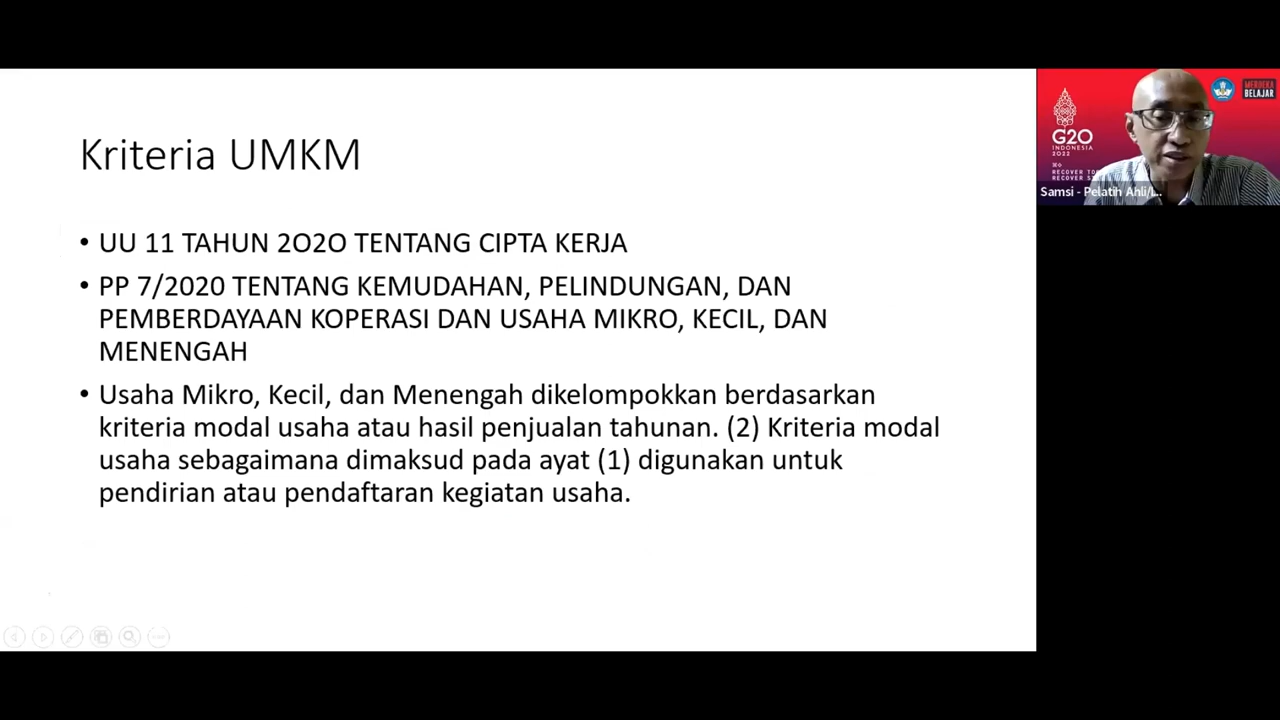 Kriteria UMKM
• UU 11 TAHUN 2O2O TENTANG CIPTA KERJA
• PP 7/2020 TENTANG KEMUDAHAN, PELINDUNGAN, DAN
PEMBERDAYAAN KOPERASI DAN USAHA MIKRO, KECIL, DAN
MENENGAH
• Usaha Mikro, Kecil, dan Menengah dikelompokkan berdasarkan
kriteria modal usaha atau hasil penjualan tahunan. (2) Kriteria modal
usaha sebagaimana dimaksud pada ayat (1) digunakan untuk
pendirian atau pendaftaran kegiatan usaha.
MERDEKA
BELAJAR
G20
INDONESIA
2022
RECOVER
RECOVER
Samsi - Pelatih Ahli/...